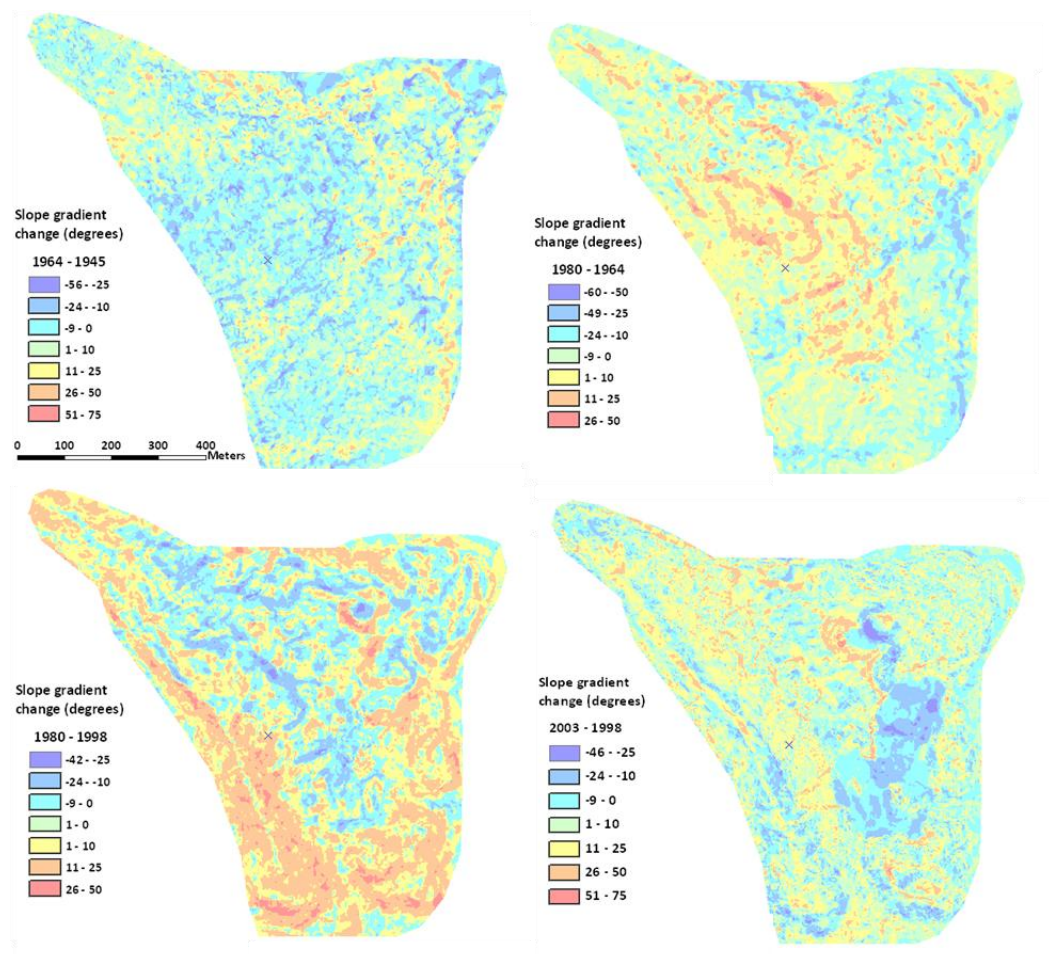 Slope gradient
change (degrees)
1964 - 1945
-56 - -25
-24 - -10
-9 - 0
1 - 10
11 - 25
26 - 50
51 - 75
0 100 200 300 400
Meters
Slope gradient
change (degrees)
1980 - 1964
-60 - -50
-49 - -25
-24 - -10
-9 - 0
1 - 10
11 - 25
26 - 50
Slope gradient
change (degrees)
1980 - 1998
-42 - -25
-24 - -10
-9 - 0
1 - 0
1 - 10
11 - 25
26 - 50
Slope gradient
change (degrees)
2003 - 1998
-46 - -25
-24 - -10
-9 - 0
1 - 10
11 - 25
26 - 50
51 - 75